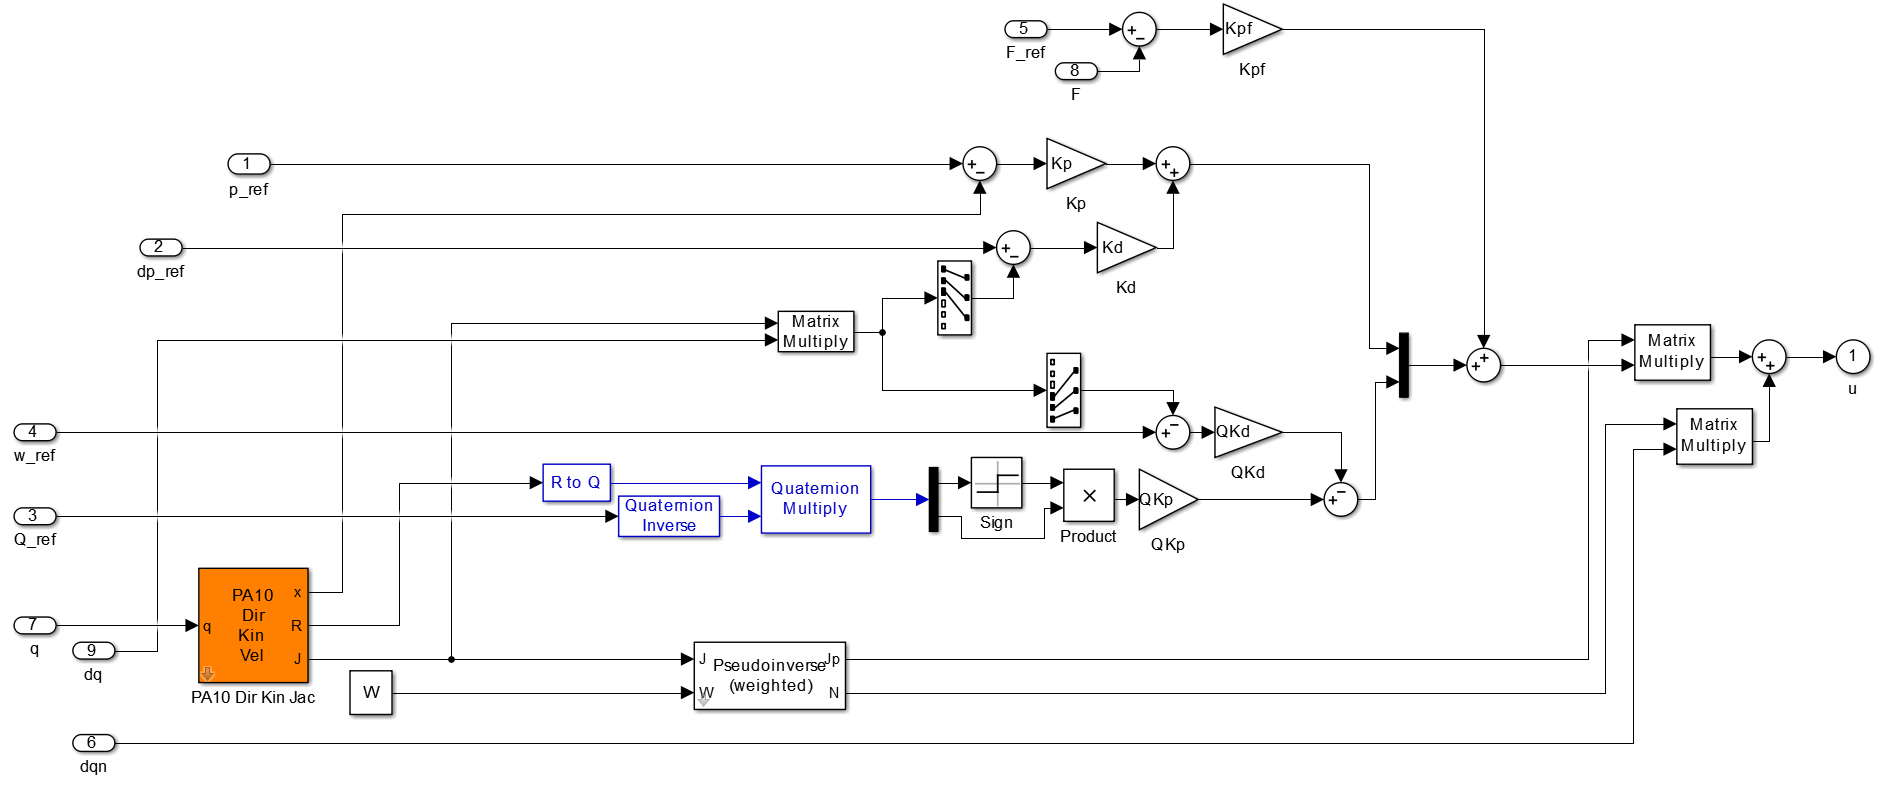 5
F_ref
+
−
Kpf
Kpf
8
F
1
p_ref
+
−
Kp
Kp
+
+
2
dp_ref
+
−
Kd
Kd
Matrix
Multiply
4
w_ref
+
−
QKd
QKd
3
Q_ref
R to Q
Quaternion
Inverse
Quaternion
Multiply
Sign
×
Product
QKp
QKp
+
−
+
+
Matrix
Multiply
Matrix
Multiply
+
+
1
u
7
q
9
dq
q
PA10
Dir
Kin
Vel
x
R
J
PA10 Dir Kin Jac
W
J
W
Pseudoinverse
(weighted)
Jp
N
6
dqn